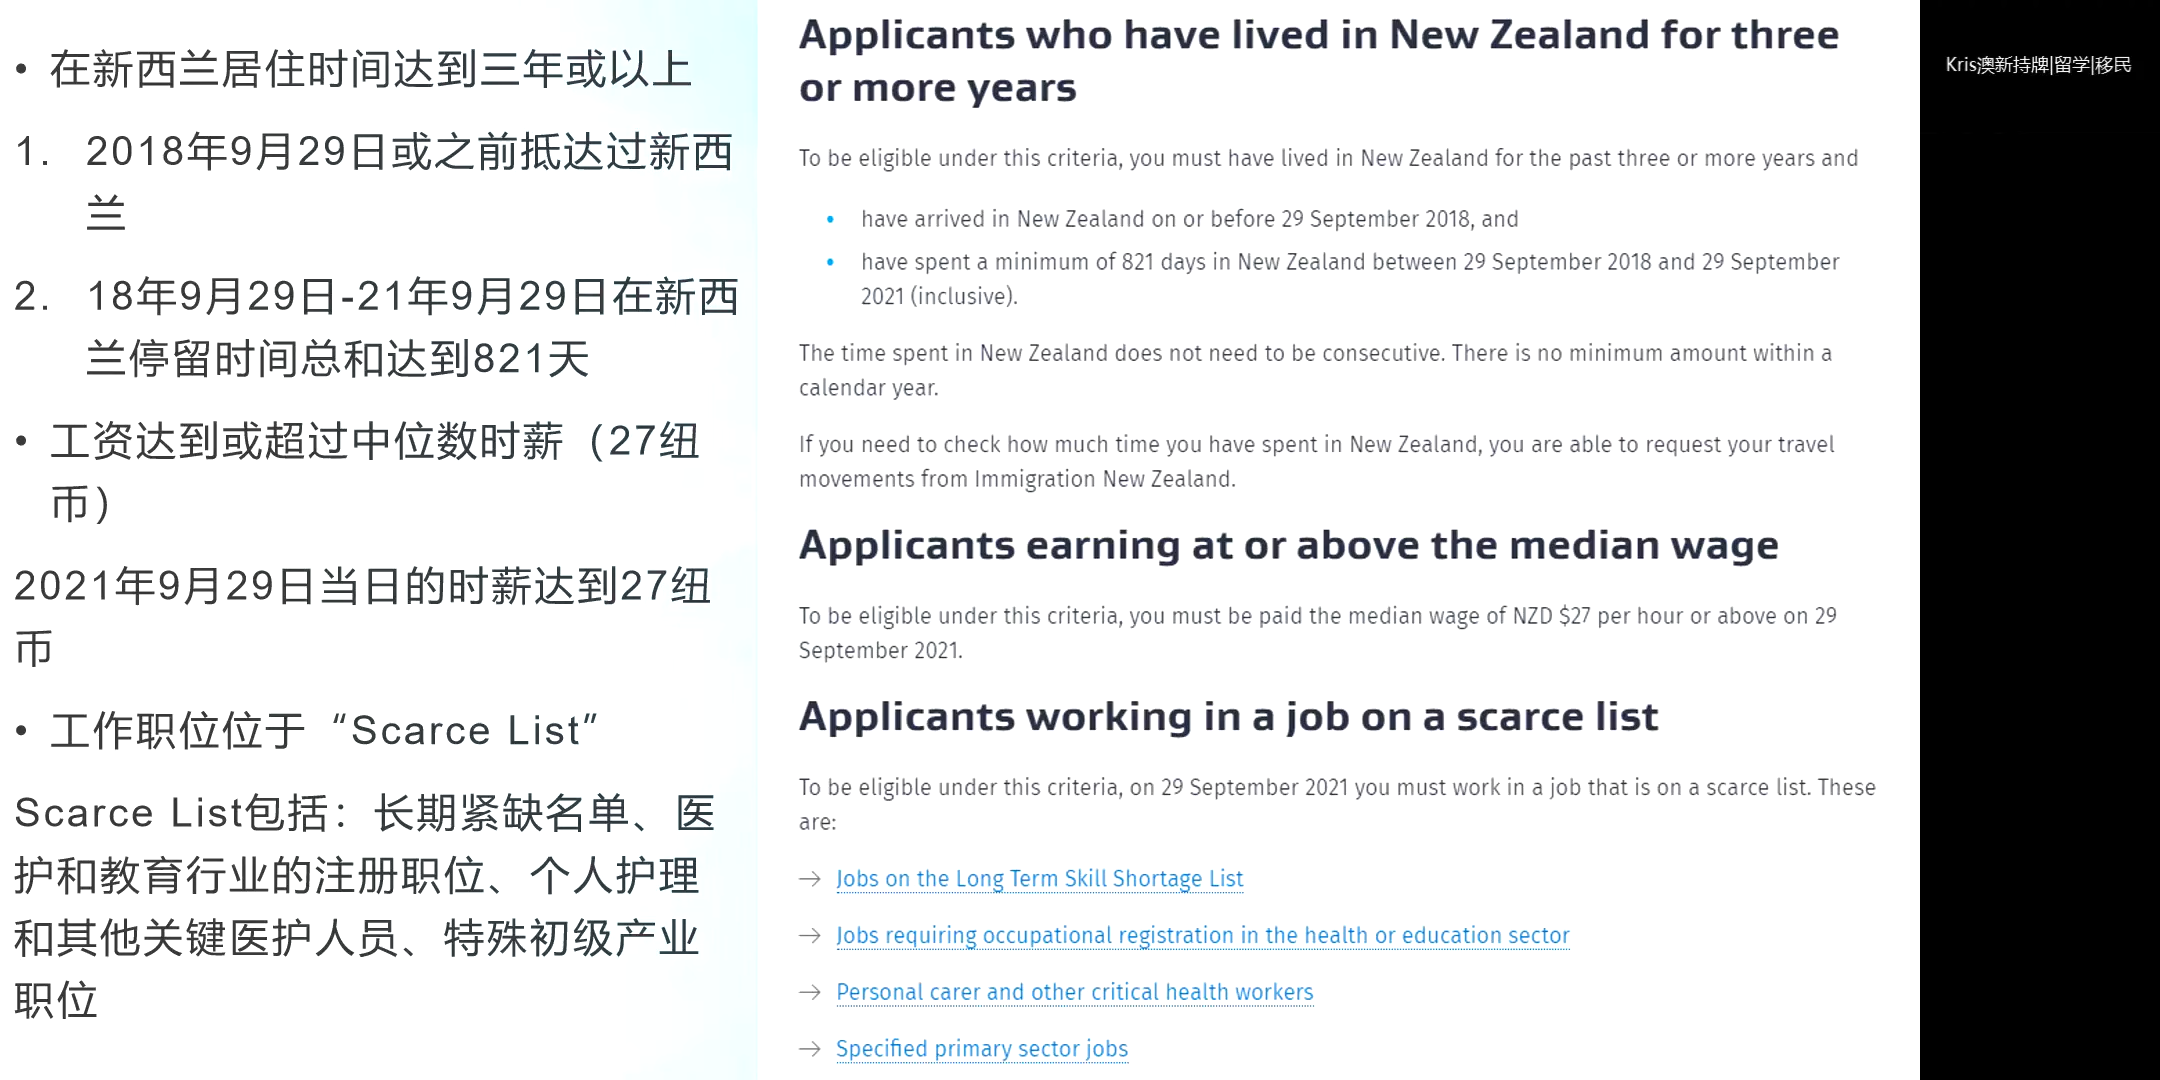 • 在新西兰居住时间达到三年或以上
1. 2018年9月29日或之前抵达过新西
兰
2. 18年9月29日-21年9月29日在新西
兰停留时间总和达到821天
• 工资达到或超过中位数时薪（27纽
币）
2021年9月29日当日的时薪达到27纽
币
• 工作职位位于“Scarce List”
Scarce List包括：长期紧缺名单、医
护和教育行业的注册职位、个人护理
和其他关键医护人员、特殊初级产业
职位
Applicants who have lived in New Zealand for three
or more years
To be eligible under this criteria, you must have lived in New Zealand for the past three or more years and
• have arrived in New Zealand on or before 29 September 2018, and
• have spent a minimum of 821 days in New Zealand between 29 September 2018 and 29 September
2021 (inclusive).
The time spent in New Zealand does not need to be consecutive. There is no minimum amount within a
calendar year.
If you need to check how much time you have spent in New Zealand, you are able to request your travel
movements from Immigration New Zealand.
Applicants earning at or above the median wage
To be eligible under this criteria, you must be paid the median wage of NZD $27 per hour or above on 29
September 2021.
Applicants working in a job on a scarce list
To be eligible under this criteria, on 29 September 2021 you must work in a job that is on a scarce list. These
are:
→ Jobs on the Long Term Skill Shortage List
→ Jobs requiring occupational registration in the health or education sector
→ Personal carer and other critical health workers
→ Specified primary sector jobs
Kris澳新持牌|留学|移民